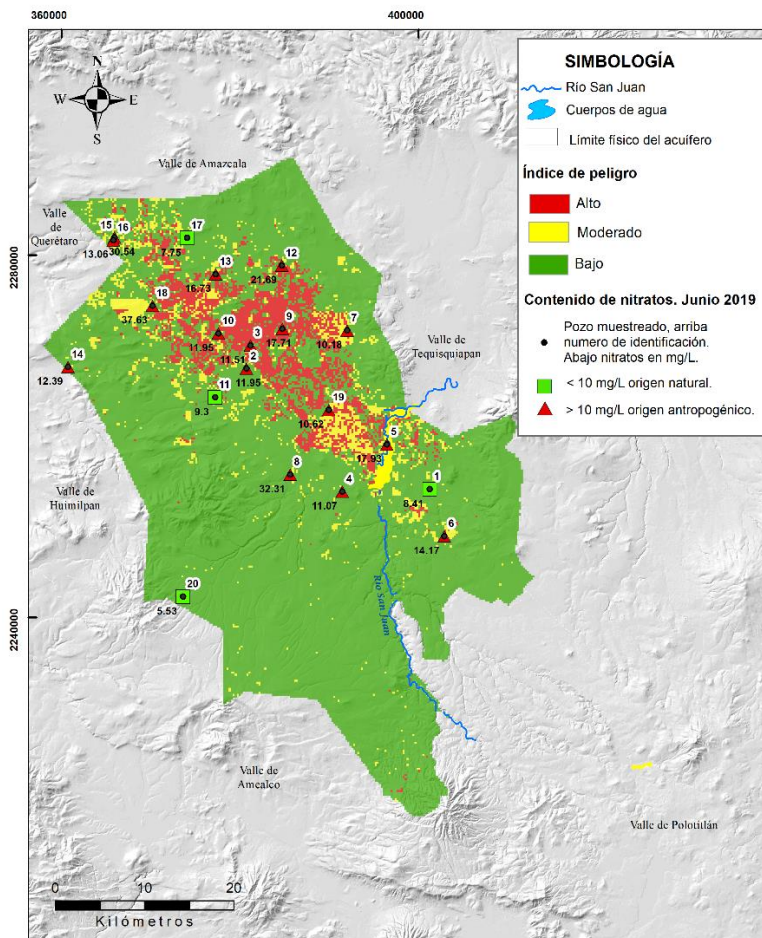 360000
400000
N
W
E
S
SIMBOLOGÍA
Río San Juan
Cuerpos de agua
Límite físico del acuífero
Índice de peligro
Alto
Moderado
Bajo
Contenido de nitratos. Junio 2019
Pozo muestreado, arriba
numero de identificación.
Abajo nitratos en mg/L.
< 10 mg/L origen natural.
> 10 mg/L origen antropogénico.
Valle de Amazcala
Valle
de
Querétaro
15
16
17
13.06
30.54
7.75
2280000
12
21.69
13
16.73
18
37.63
9
17.71
7
10.18
10
11.95
3
11.51
2
11.95
Valle de
Tequisquiapan
14
12.39
11
9.3
19
10.62
5
17.93
8
32.31
4
11.07
1
8.41
Valle de
Huimilpan
6
14.17
20
5.53
2240000
Río San Juan
Valle de
Amealco
Valle de Polotitlán
0
10
20
Kilómetros